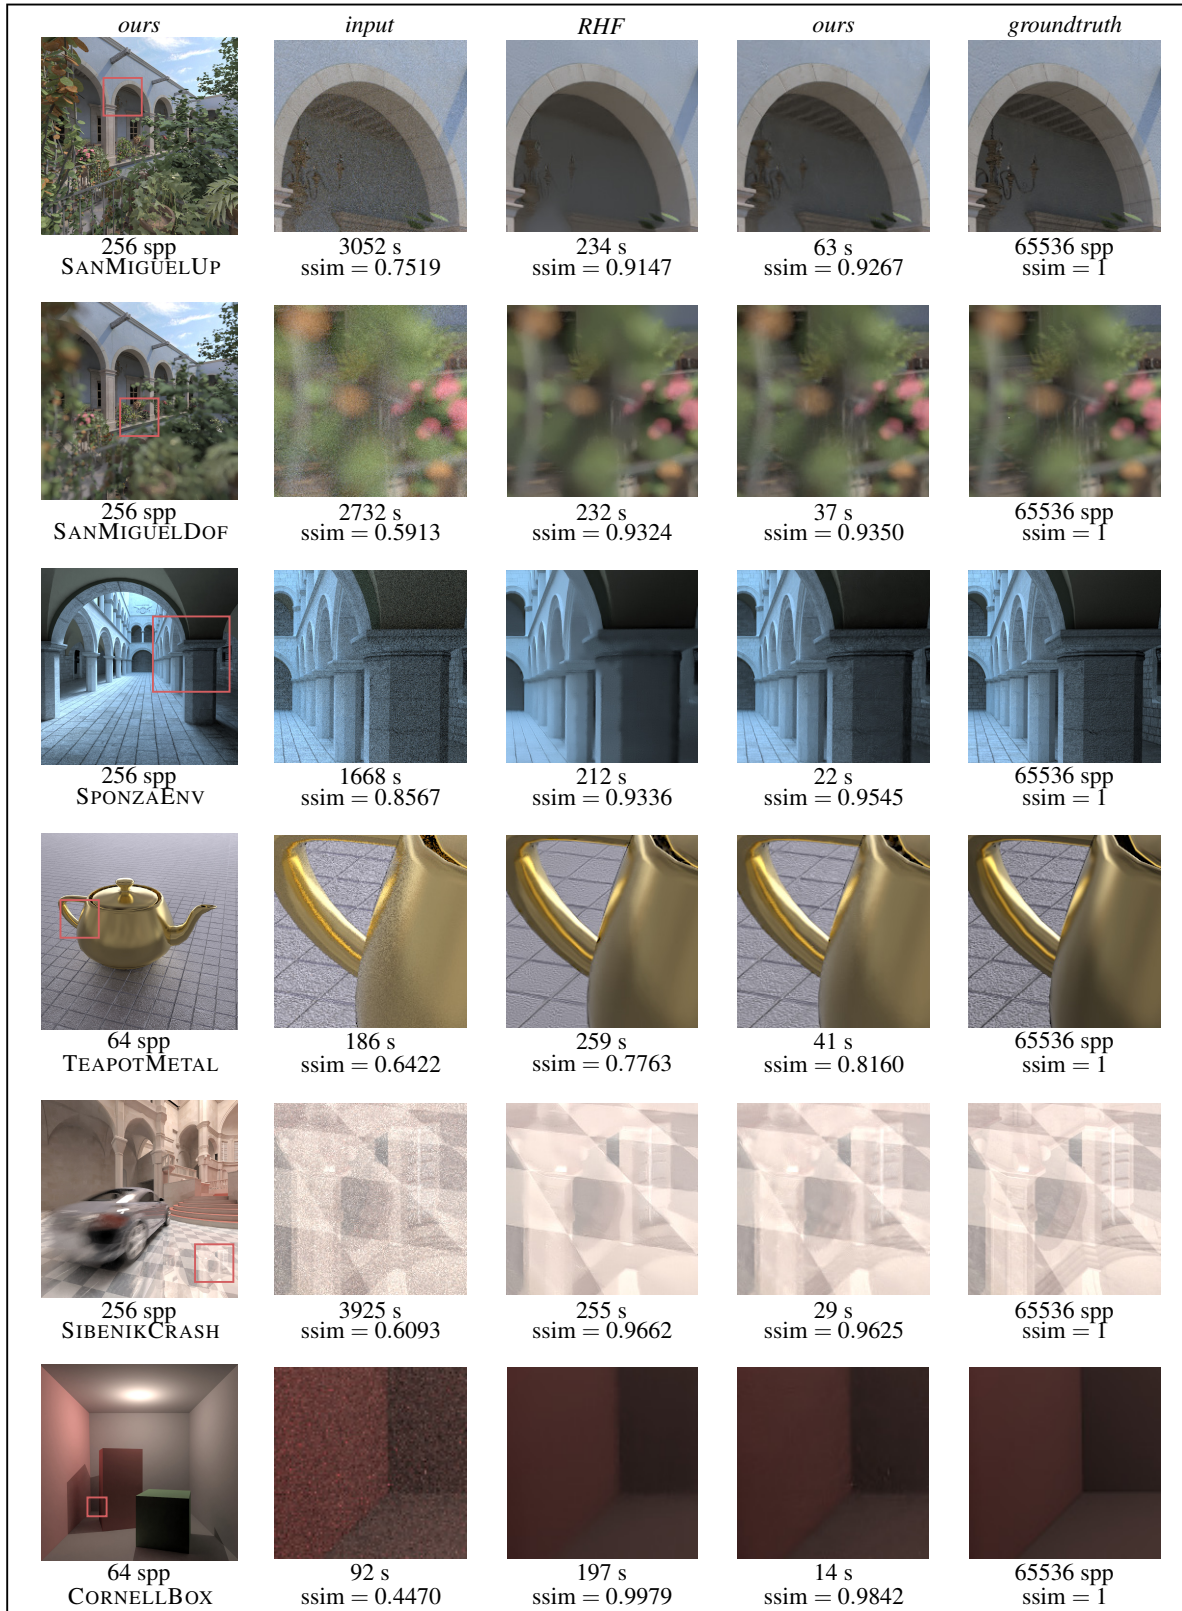 ours input RHF ours groundtruth
256 spp 3052 s 234 s 63 s 65536 spp
SANMIGUELUP ssim = 0.7519 ssim = 0.9147 ssim = 0.9267 ssim = 1
256 spp 2732 s 232 s 37 s 65536 spp
SANMIGUELDOF ssim = 0.5913 ssim = 0.9324 ssim = 0.9350 ssim = 1
256 spp 1668 s 212 s 22 s 65536 spp
SPONZAENV ssim = 0.8567 ssim = 0.9336 ssim = 0.9545 ssim = 1
64 spp 186 s 259 s 41 s 65536 spp
TEAPOTMETAL ssim = 0.6422 ssim = 0.7763 ssim = 0.8160 ssim = 1
256 spp 3925 s 255 s 29 s 65536 spp
SIBENIKCRASH ssim = 0.6093 ssim = 0.9662 ssim = 0.9625 ssim = 1
64 spp 92 s 197 s 14 s 65536 spp
CORNELLBOX ssim = 0.4470 ssim = 0.9979 ssim = 0.9842 ssim = 1